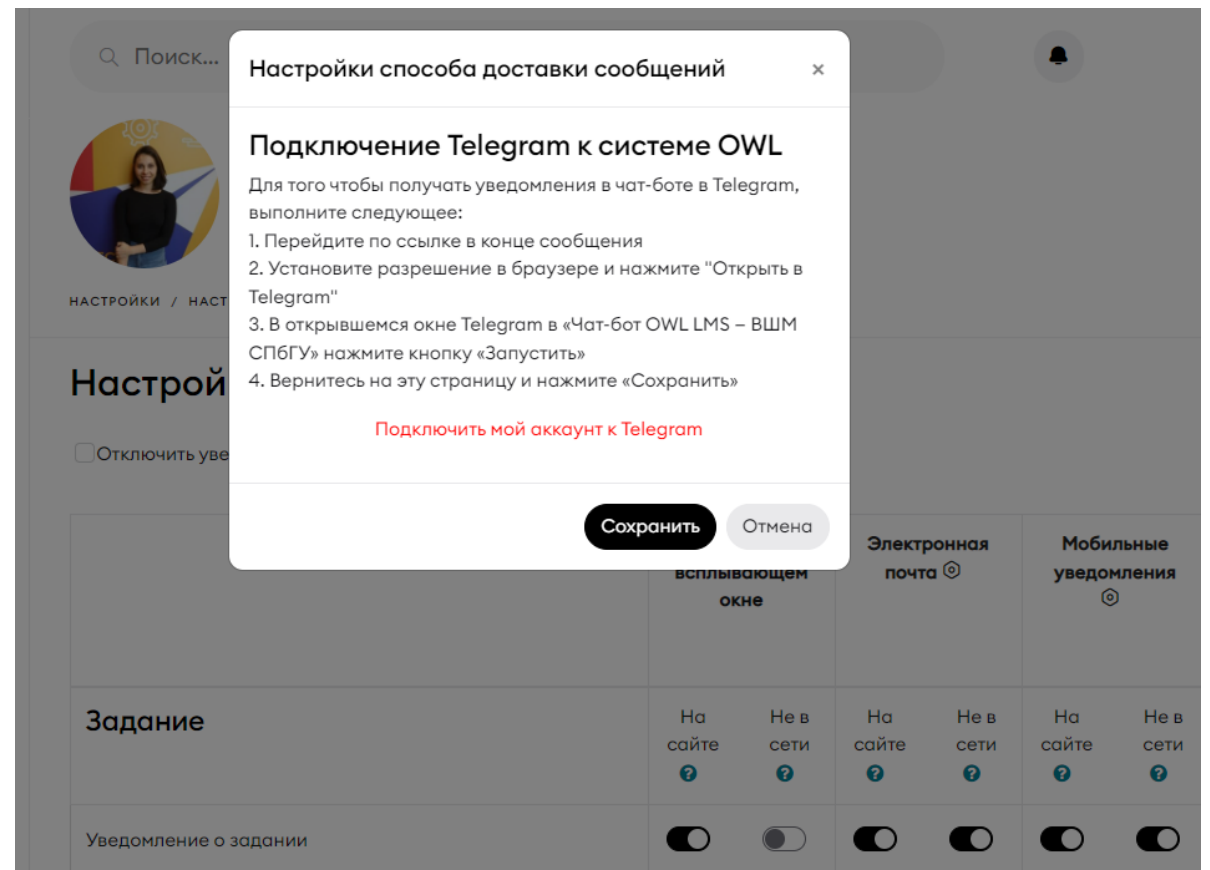 Поиск...
Настройки способа доставки сообщений
×
Подключение Telegram к системе OWL
Для того чтобы получать уведомления в чат-боте в Telegram,
выполните следующее:
1. Перейдите по ссылке в конце сообщения
2. Установите разрешение в браузере и нажмите "Открыть в
Telegram"
3. В открывшемся окне Telegram в «Чат-бот OWL LMS – ВШМ
СПбГУ» нажмите кнопку «Запустить»
4. Вернитесь на эту страницу и нажмите «Сохранить»
Подключить мой аккаунт к Telegram
Сохранить Отмена
НАСТРОЙКИ / НАСТ
Настрой
Отключить уве
всплывающем
окне
Электронная
почта
Мобильные
уведомления
Задание
На сайте ?
Не в сети ?
На сайте ?
Не в сети ?
На сайте ?
Не в сети ?
Уведомление о задании